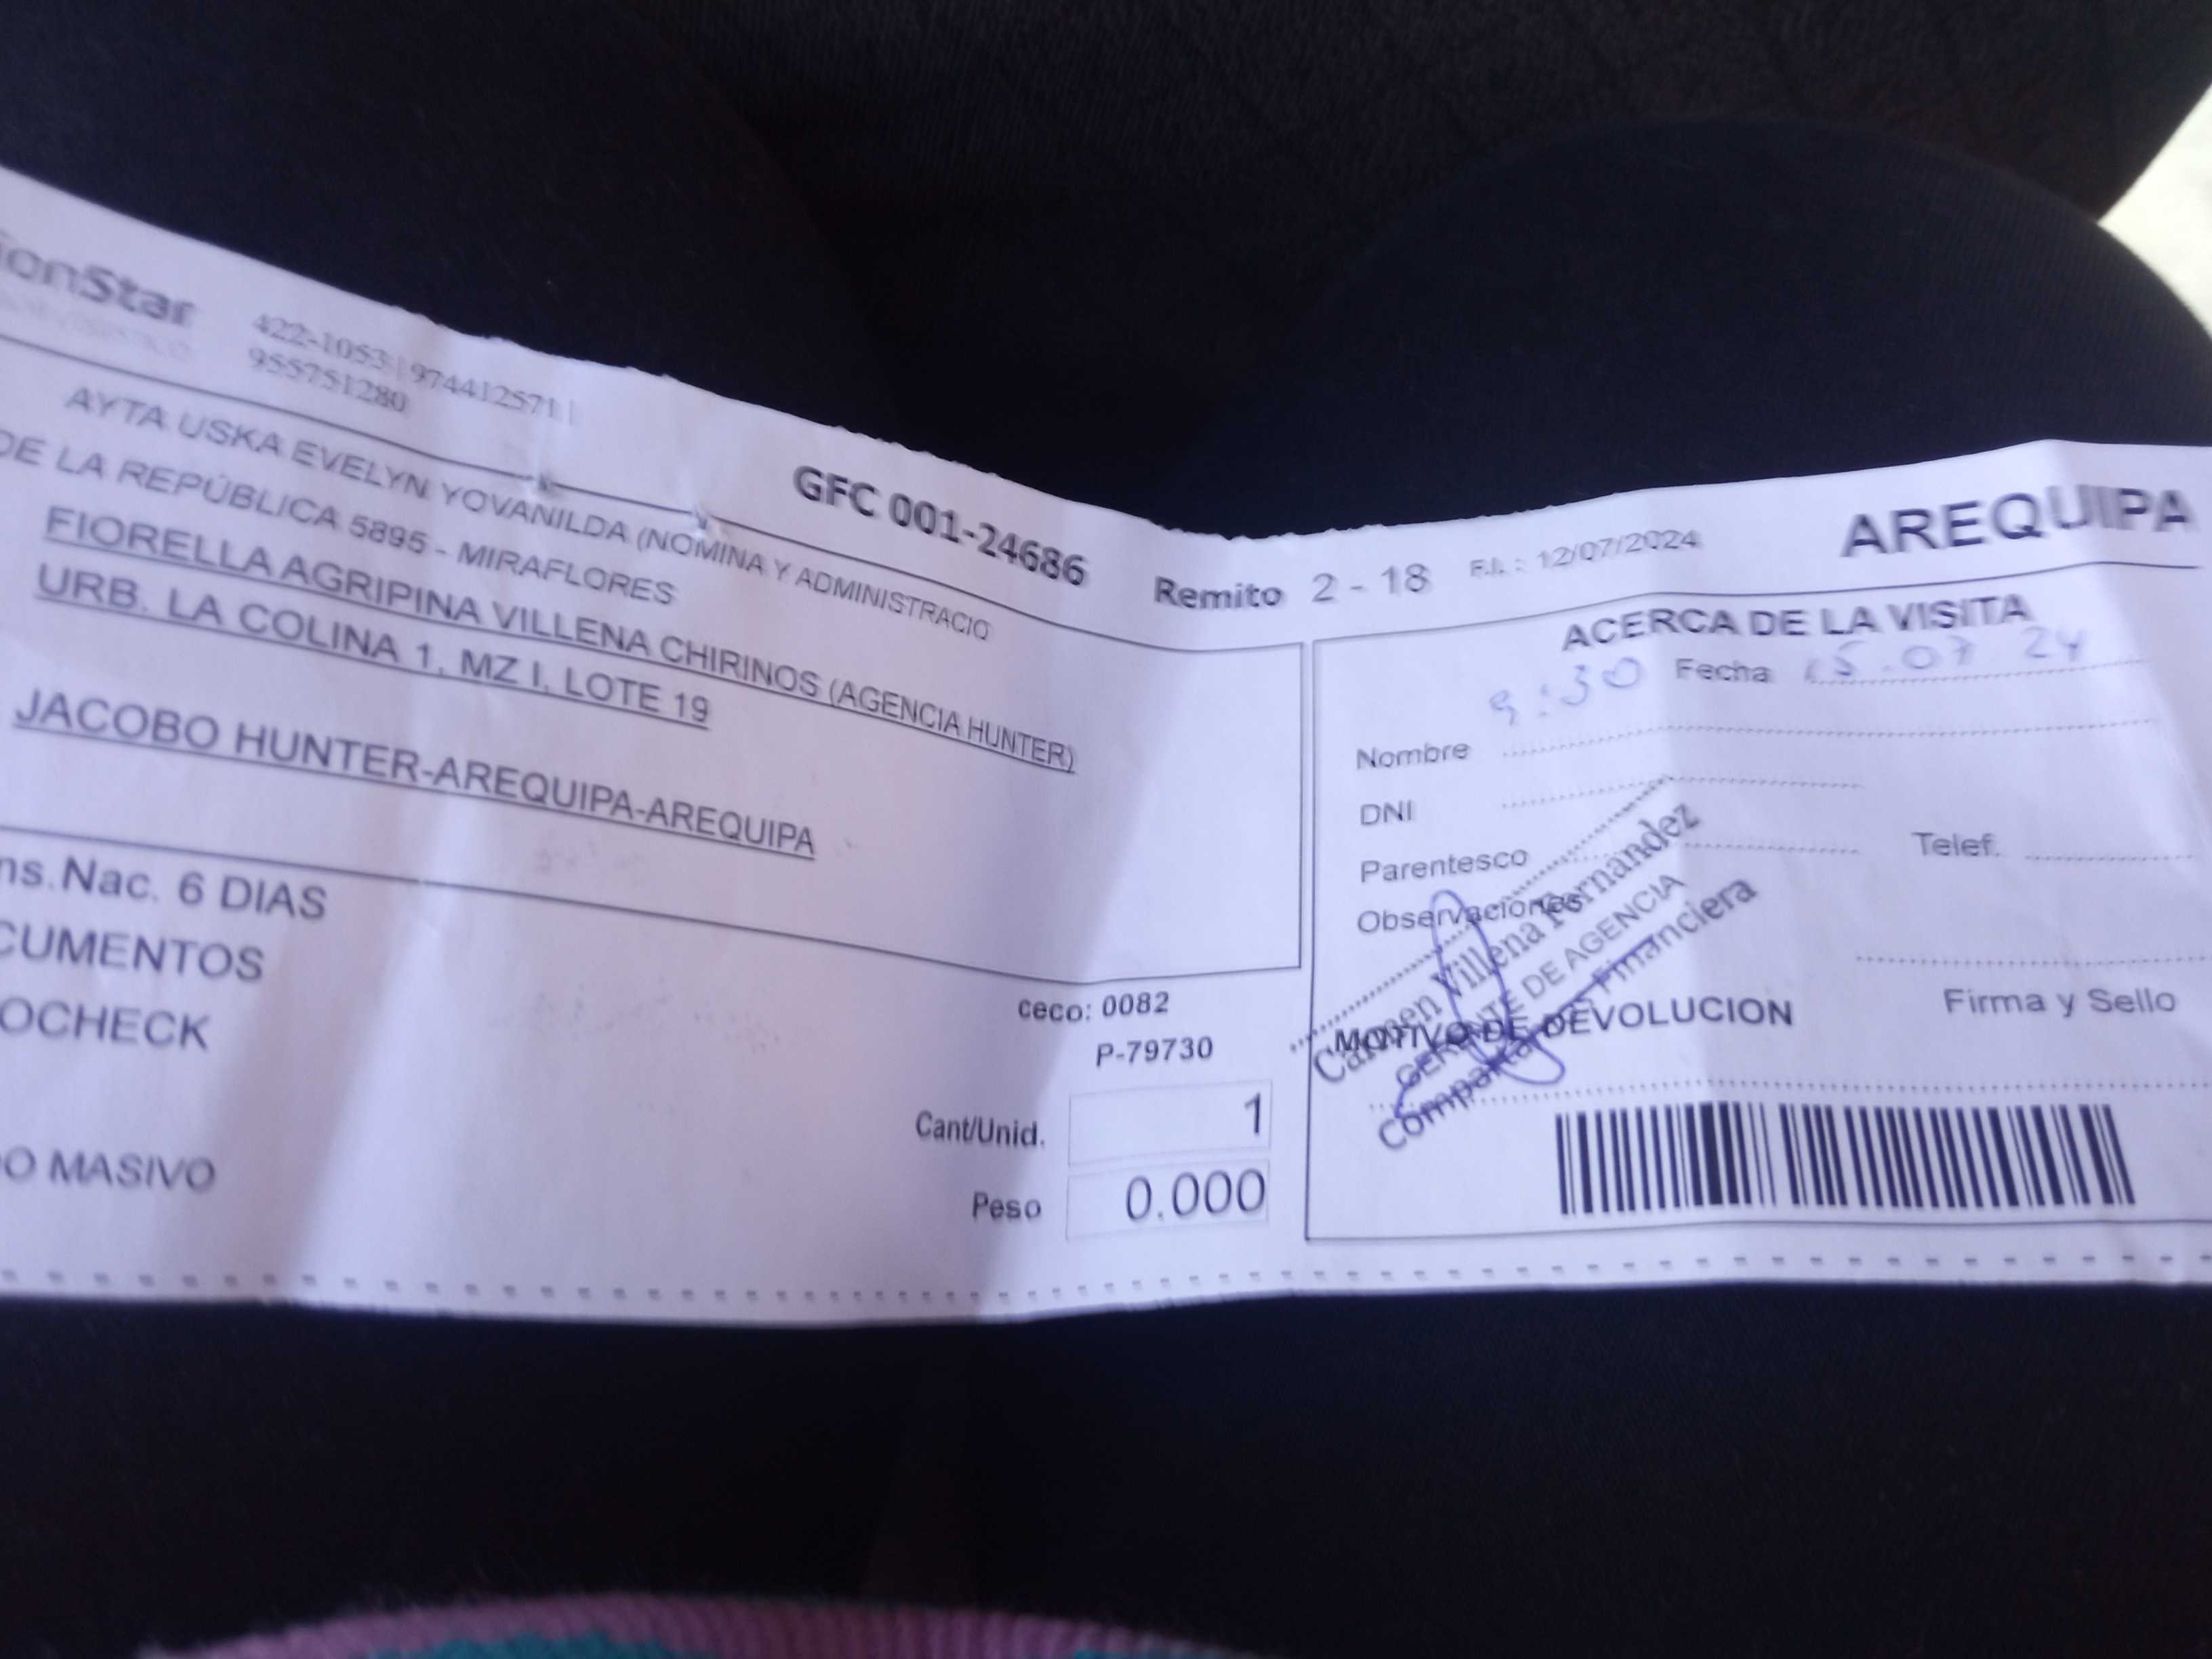 ionStar
422-1053 | 974412571 |
955751280
GFC 001-24686
Remito 2 - 18
F.I. : 12/07/2024
AREQUIPA
AYTA USKA EVELYN YOVANILDA (NOMINA Y ADMINISTRACIO
DE LA REPÚBLICA 5895 - MIRAFLORES
FIORELLA AGRIPINA VILLENA CHIRINOS (AGENCIA HUNTER)
URB. LA COLINA 1, MZ I, LOTE 19
JACOBO HUNTER-AREQUIPA-AREQUIPA
ns.Nac. 6 DIAS
CUMENTOS
OCHECK
O MASIVO
ceco: 0082
P-79730
Cant/Unid. 1
Peso 0.000
ACERCA DE LA VISITA
9:30 Fecha 15.07 24
Nombre
DNI
Parentesco
Telef.
Observaciones
Carmen Villena Fernández
GERENTE DE AGENCIA
Compartamos Financiera
Firma y Sello
MOTIVO DE DEVOLUCION